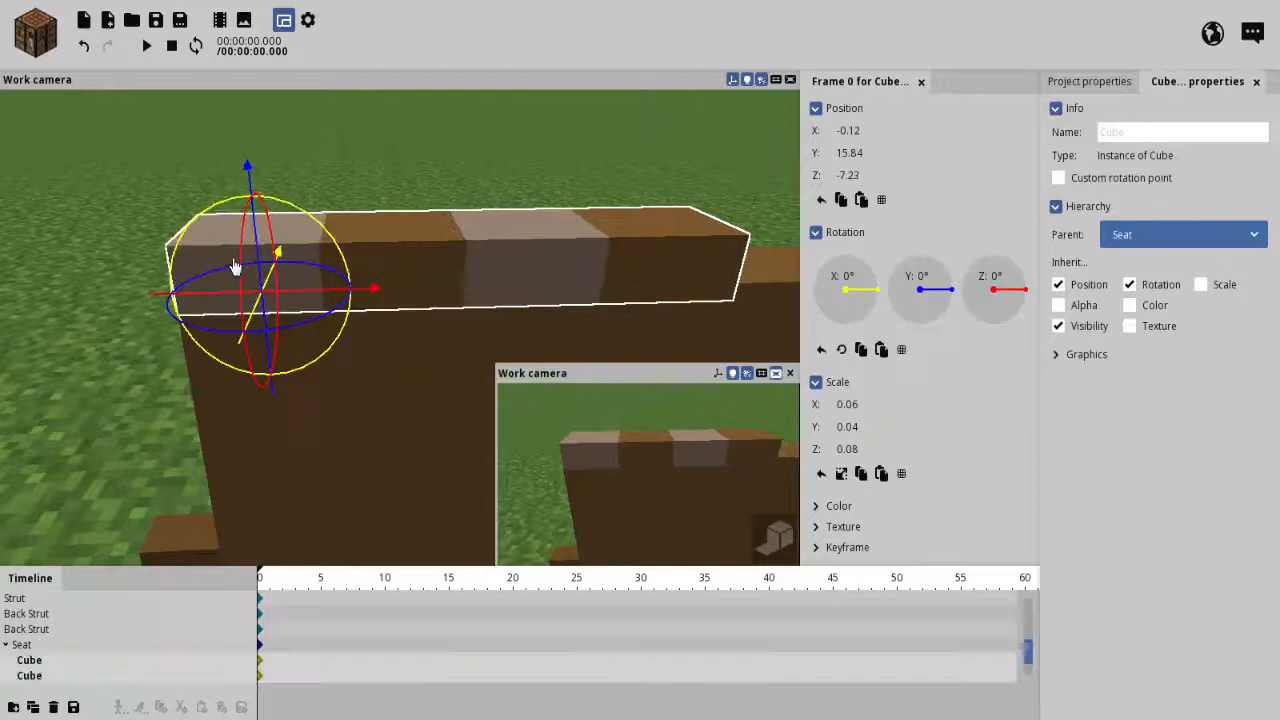 00:00:00.000
/00:00:00.000
Work camera
Frame 0 for Cube...
Position
X: -0.12
Y: 15.84
Z: -7.23
Rotation
X: 0° Y: 0° Z: 0°
Scale
X: 0.06
Y: 0.04
Z: 0.08
Color
Texture
Keyframe
Project properties
Cube... properties
Info
Name: Cube
Type: Instance of Cube
Custom rotation point
Hierarchy
Parent: Seat
Inherit...
Position Rotation Scale
Alpha Color
Visibility Texture
Graphics
Work camera
Timeline
0 5 10 15 20 25 30 35 40 45 50 55 60
Strut
Back Strut
Back Strut
Seat
Cube
Cube